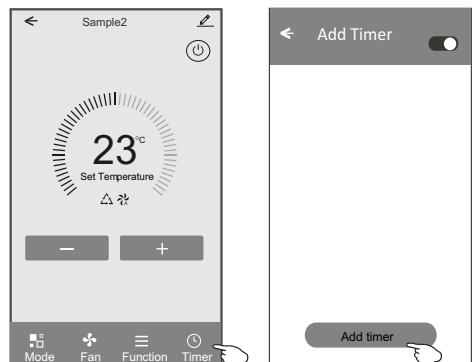 Sample2
23°C
Set Temperature
Mode Fan Function Timer
Add Timer
Add timer